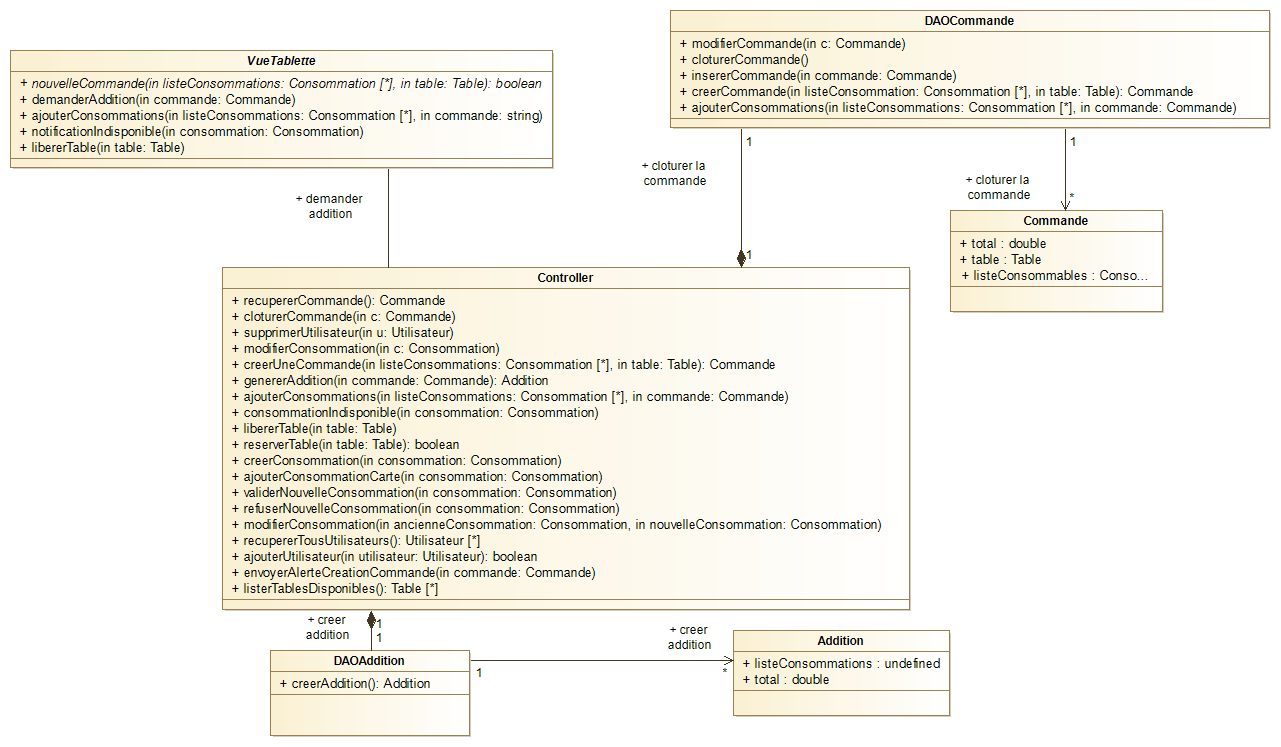 DAOCommande
+ modifierCommande(in c: Commande)
+ cloturerCommande()
+ insererCommande(in commande: Commande)
+ creerCommande(in listeConsommation: Consommation [*], in table: Table): Commande
+ ajouterConsommations(in listeConsommations: Consommation [*], in commande: Commande)
VueTablette
+ nouvelleCommande(in listeConsommations: Consommation [*], in table: Table): boolean
+ demanderAddition(in commande: Commande)
+ ajouterConsommations(in listeConsommations: Consommation [*], in commande: string)
+ notificationIndisponible(in consommation: Consommation)
+ libererTable(in table: Table)
1
1
+ cloturer la
commande
+ cloturer la
commande
*
+ demander
addition
Commande
+ total : double
+ table : Table
+ listeConsommables : Conso...
1
Controller
+ recupererCommande(): Commande
+ cloturerCommande(in c: Commande)
+ supprimerUtilisateur(in u: Utilisateur)
+ modifierConsommation(in c: Consommation)
+ creerUneCommande(in listeConsommations: Consommation [*], in table: Table): Commande
+ genererAddition(in commande: Commande): Addition
+ ajouterConsommations(in listeConsommations: Consommation [*], in commande: Commande)
+ consommationIndisponible(in consommation: Consommation)
+ libererTable(in table: Table)
+ reserverTable(in table: Table): boolean
+ creerConsommation(in consommation: Consommation)
+ ajouterConsommationCarte(in consommation: Consommation)
+ validerNouvelleConsommation(in consommation: Consommation)
+ refuserNouvelleConsommation(in consommation: Consommation)
+ modifierConsommation(in ancienneConsommation: Consommation, in nouvelleConsommation: Consommation)
+ recupererTousUtilisateurs(): Utilisateur [*]
+ ajouterUtilisateur(in utilisateur: Utilisateur): boolean
+ envoyerAlerteCreationCommande(in commande: Commande)
+ listerTablesDisponibles(): Table [*]
+ creer
addition
1
1
+ creer
addition
DAOAddition
+ creerAddition(): Addition
1
*
Addition
+ listeConsommations : undefined
+ total : double